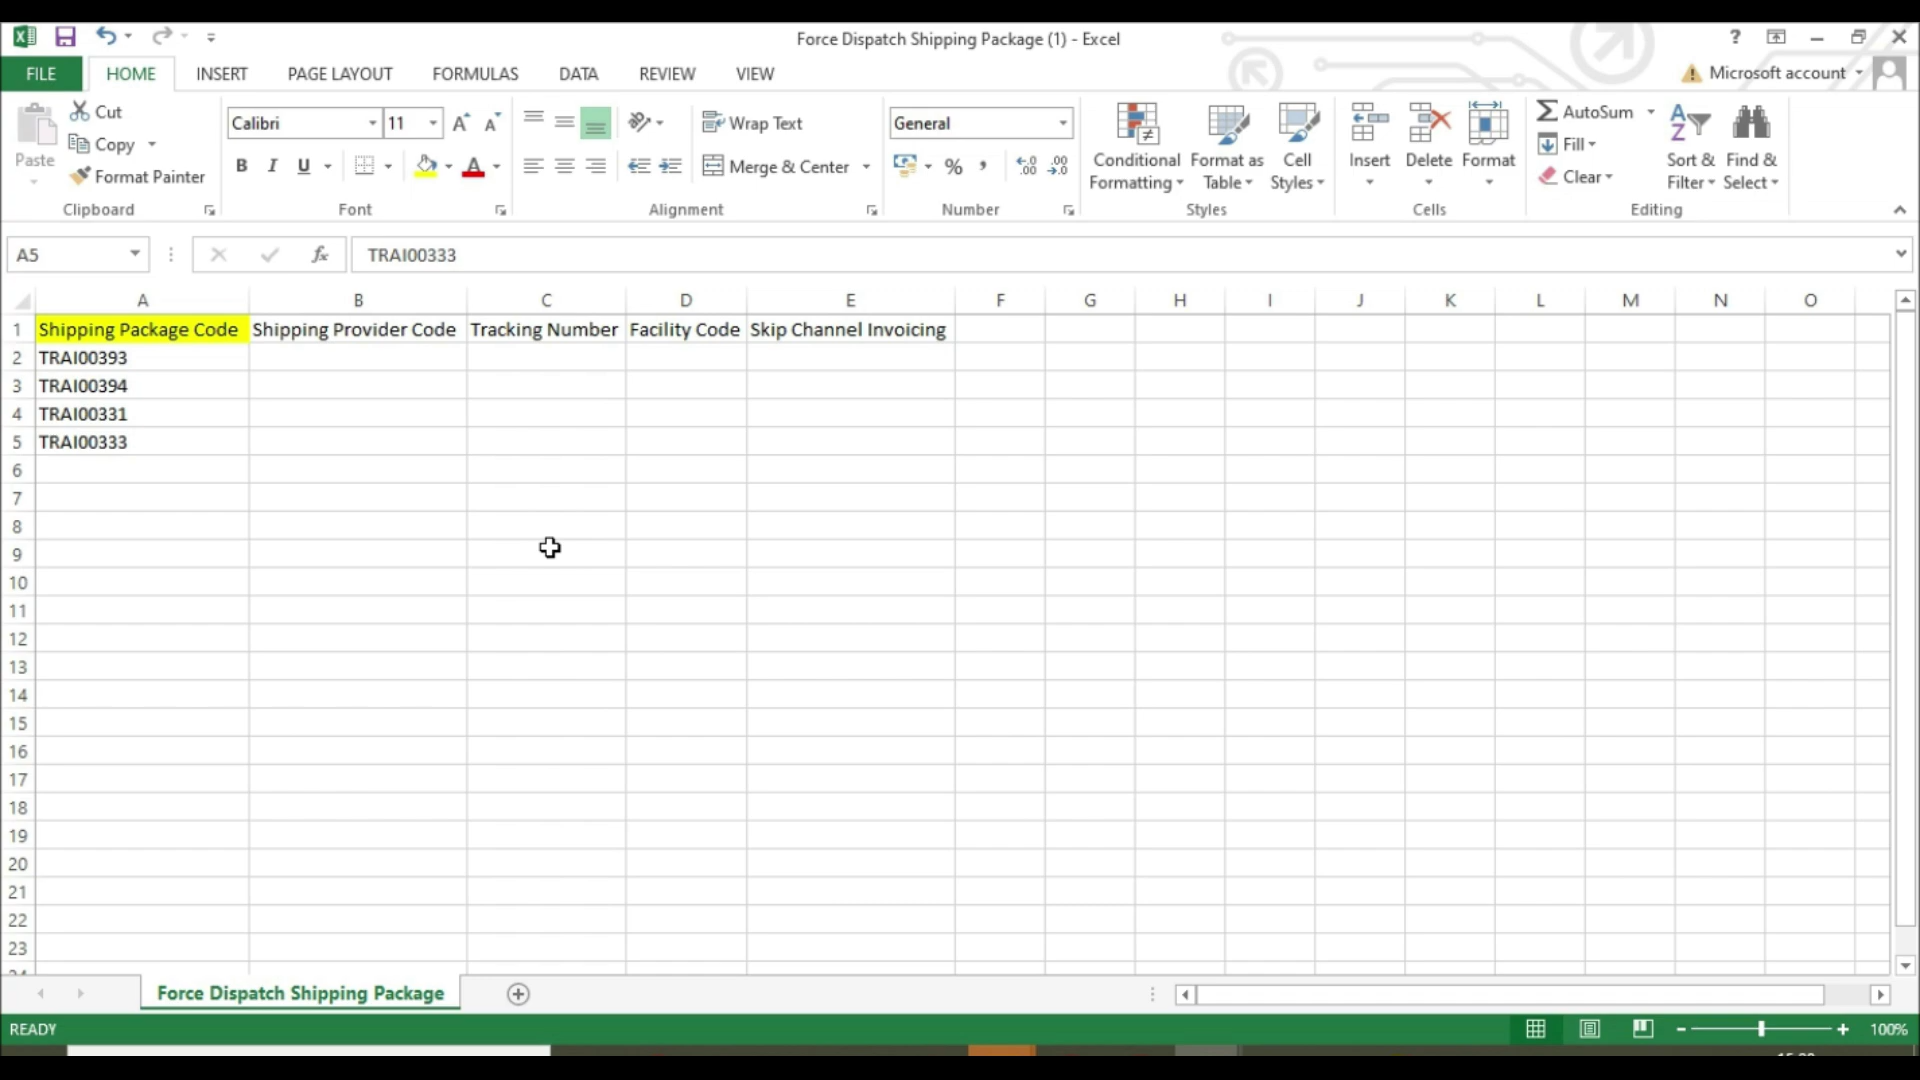 Force Dispatch Shipping Package (1) - Excel
FILE HOME INSERT PAGE LAYOUT FORMULAS DATA REVIEW VIEW Microsoft account
Paste
Cut
Copy
Format Painter
Clipboard
Calibri 11
B I U A
Font
Wrap Text
Merge & Center
Alignment
General
%
Number
Conditional Formatting
Format as Table
Cell Styles
Styles
Insert Delete Format
Cells
AutoSum
Fill
Clear
Sort & Filter
Find & Select
Editing
A5 fx TRAI00333
A B C D E F G H I J K L M N O
1 Shipping Package Code Shipping Provider Code Tracking Number Facility Code Skip Channel Invoicing
2 TRAI00393
3 TRAI00394
4 TRAI00331
5 TRAI00333
6
7
8
9
10
11
12
13
14
15
16
17
18
19
20
21
22
23
Force Dispatch Shipping Package
READY 100%